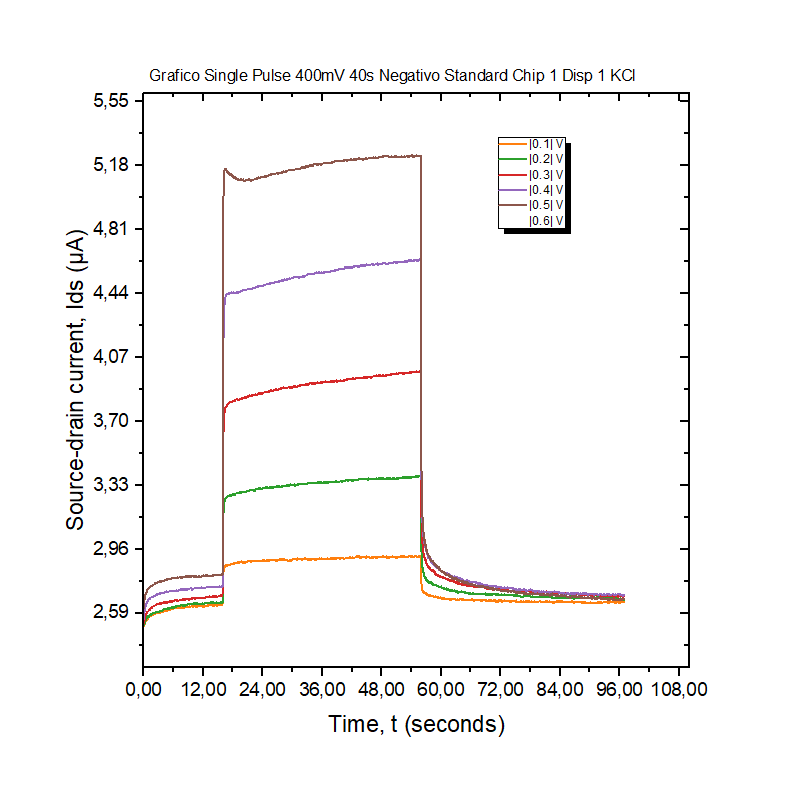 Grafico Single Pulse 400mV 40s Negativo Standard Chip 1 Disp 1 KCl
5,55
5,18
4,81
4,44
4,07
3,70
3,33
2,96
2,59
Source-drain current, Ids (μA)
|0.1| V
|0.2| V
|0.3| V
|0.4| V
|0.5| V
|0.6| V
0,00 12,00 24,00 36,00 48,00 60,00 72,00 84,00 96,00 108,00
Time, t (seconds)